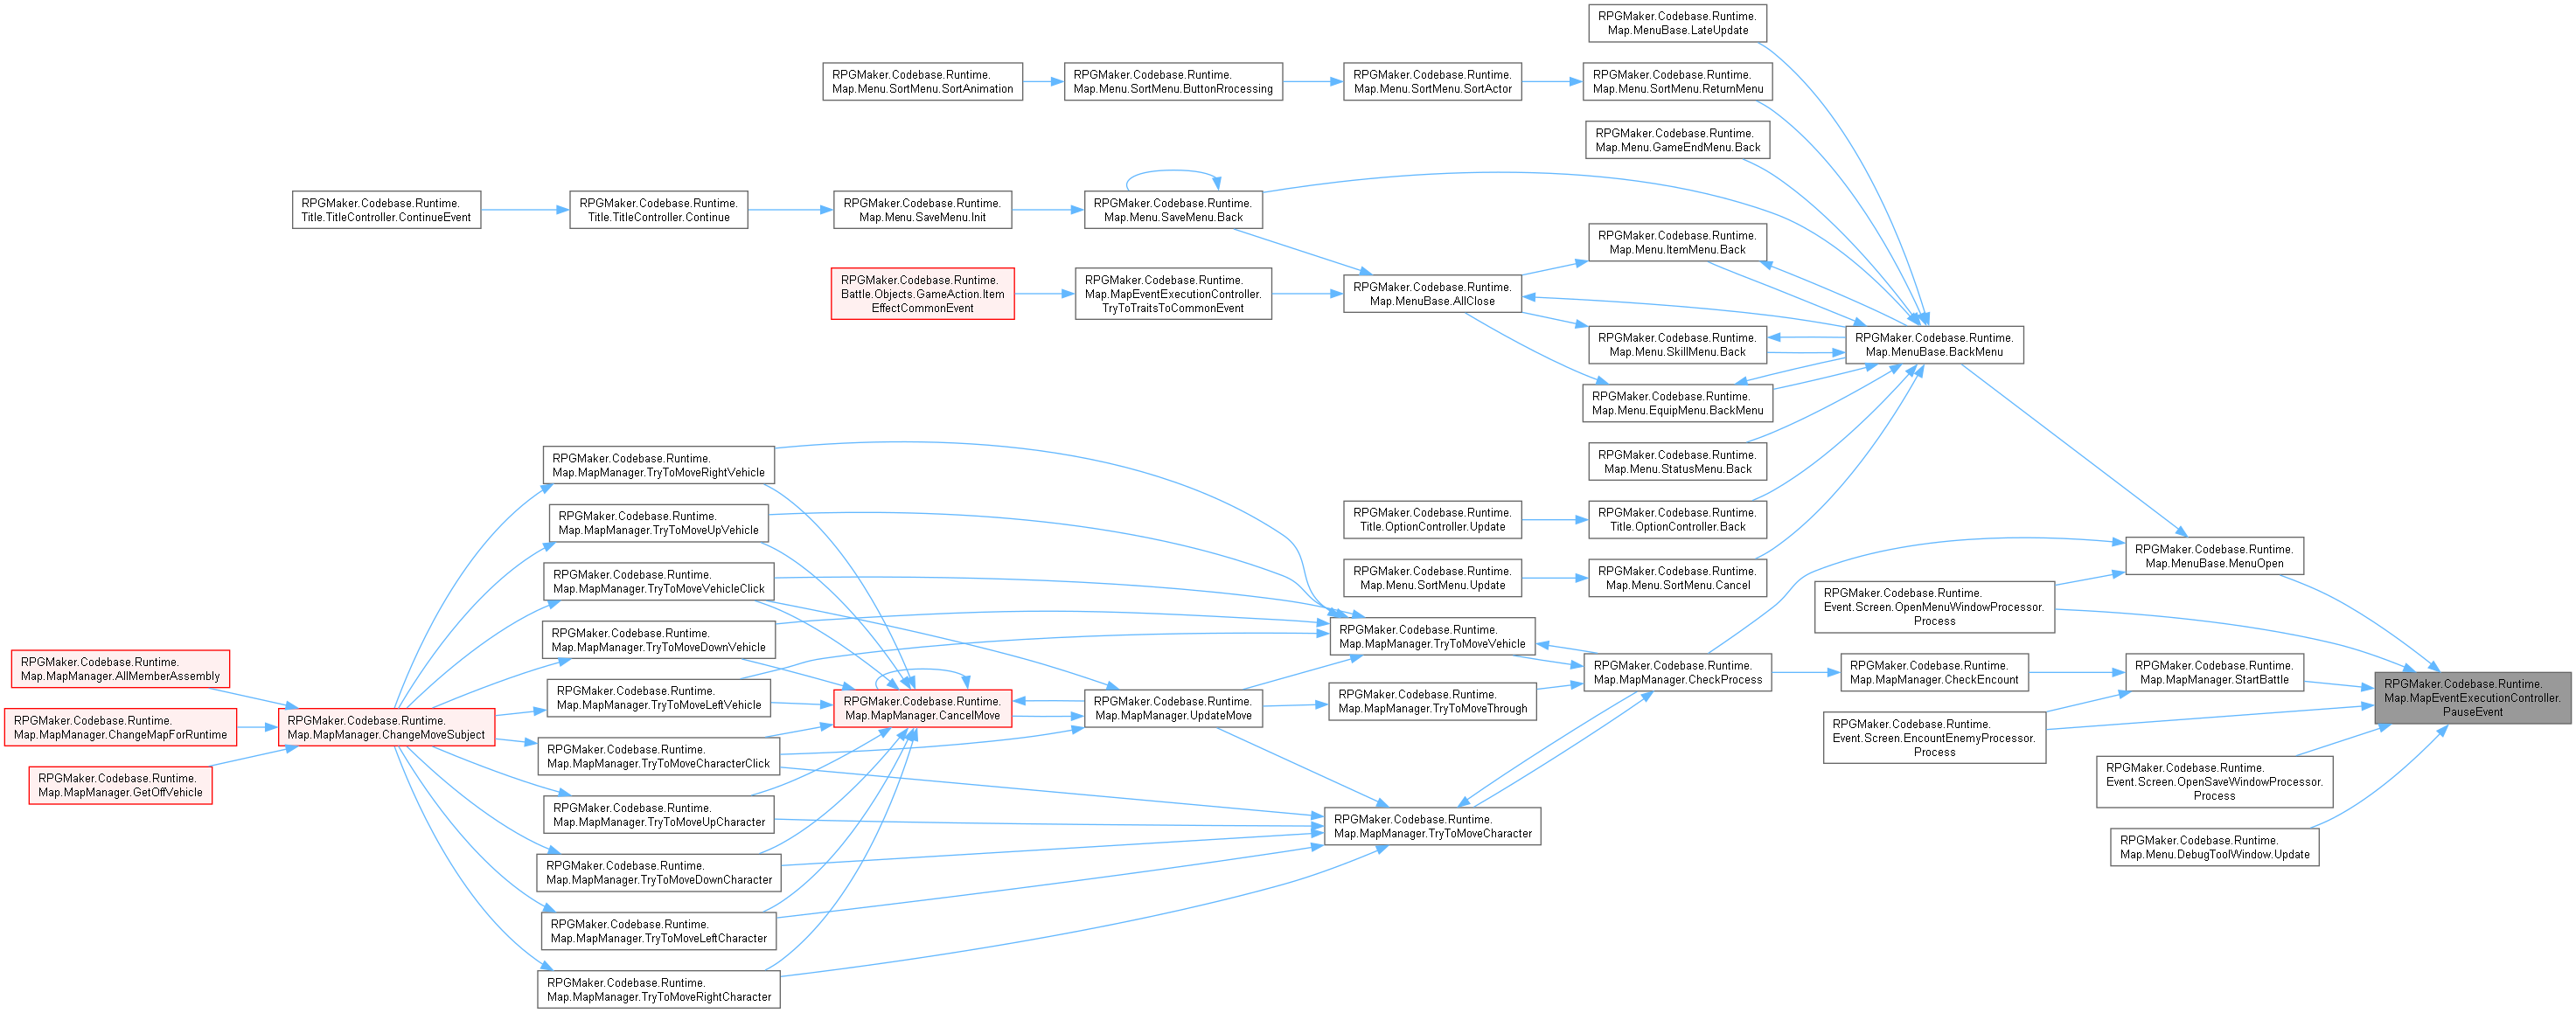 RPGMaker.Codebase.Runtime.
Map.MenuBase.LateUpdate
RPGMaker.Codebase.Runtime.
Map.Menu.SortMenu.SortAnimation
RPGMaker.Codebase.Runtime.
Map.Menu.SortMenu.ButtonRrocessing
RPGMaker.Codebase.Runtime.
Map.Menu.SortMenu.SortActor
RPGMaker.Codebase.Runtime.
Map.Menu.SortMenu.ReturnMenu
RPGMaker.Codebase.Runtime.
Map.Menu.GameEndMenu.Back
RPGMaker.Codebase.Runtime.
Title.TitleController.ContinueEvent
RPGMaker.Codebase.Runtime.
Title.TitleController.Continue
RPGMaker.Codebase.Runtime.
Map.Menu.SaveMenu.Init
RPGMaker.Codebase.Runtime.
Map.Menu.SaveMenu.Back
RPGMaker.Codebase.Runtime.
Map.Menu.ItemMenu.Back
RPGMaker.Codebase.Runtime.
Battle.Objects.GameAction.Item
EffectCommonEvent
RPGMaker.Codebase.Runtime.
Map.MapEventExecutionController.
TryToTraitsToCommonEvent
RPGMaker.Codebase.Runtime.
Map.MenuBase.AllClose
RPGMaker.Codebase.Runtime.
Map.Menu.SkillMenu.Back
RPGMaker.Codebase.Runtime.
Map.MenuBase.BackMenu
RPGMaker.Codebase.Runtime.
Map.Menu.EquipMenu.BackMenu
RPGMaker.Codebase.Runtime.
Map.Menu.StatusMenu.Back
RPGMaker.Codebase.Runtime.
Map.MapManager.TryToMoveRightVehicle
RPGMaker.Codebase.Runtime.
Map.MapManager.TryToMoveUpVehicle
RPGMaker.Codebase.Runtime.
Title.OptionController.Update
RPGMaker.Codebase.Runtime.
Title.OptionController.Back
RPGMaker.Codebase.Runtime.
Map.MenuBase.MenuOpen
RPGMaker.Codebase.Runtime.
Map.MapManager.TryToMoveVehicleClick
RPGMaker.Codebase.Runtime.
Map.Menu.SortMenu.Update
RPGMaker.Codebase.Runtime.
Map.Menu.SortMenu.Cancel
RPGMaker.Codebase.Runtime.
Event.Screen.OpenMenuWindowProcessor.
Process
RPGMaker.Codebase.Runtime.
Map.MapManager.TryToMoveDownVehicle
RPGMaker.Codebase.Runtime.
Map.MapManager.TryToMoveVehicle
RPGMaker.Codebase.Runtime.
Map.MapManager.AllMemberAssembly
RPGMaker.Codebase.Runtime.
Map.MapManager.CheckProcess
RPGMaker.Codebase.Runtime.
Map.MapManager.CheckEncount
RPGMaker.Codebase.Runtime.
Map.MapManager.StartBattle
RPGMaker.Codebase.Runtime.
Map.MapEventExecutionController.
PauseEvent
RPGMaker.Codebase.Runtime.
Map.MapManager.TryToMoveLeftVehicle
RPGMaker.Codebase.Runtime.
Map.MapManager.CancelMove
RPGMaker.Codebase.Runtime.
Map.MapManager.UpdateMove
RPGMaker.Codebase.Runtime.
Map.MapManager.TryToMoveThrough
RPGMaker.Codebase.Runtime.
Map.MapManager.ChangeMapForRuntime
RPGMaker.Codebase.Runtime.
Map.MapManager.ChangeMoveSubject
RPGMaker.Codebase.Runtime.
Event.Screen.EncountEnemyProcessor.
Process
RPGMaker.Codebase.Runtime.
Map.MapManager.TryToMoveCharacterClick
RPGMaker.Codebase.Runtime.
Map.MapManager.GetOffVehicle
RPGMaker.Codebase.Runtime.
Event.Screen.OpenSaveWindowProcessor.
Process
RPGMaker.Codebase.Runtime.
Map.MapManager.TryToMoveUpCharacter
RPGMaker.Codebase.Runtime.
Map.MapManager.TryToMoveCharacter
RPGMaker.Codebase.Runtime.
Map.Menu.DebugToolWindow.Update
RPGMaker.Codebase.Runtime.
Map.MapManager.TryToMoveDownCharacter
RPGMaker.Codebase.Runtime.
Map.MapManager.TryToMoveLeftCharacter
RPGMaker.Codebase.Runtime.
Map.MapManager.TryToMoveRightCharacter